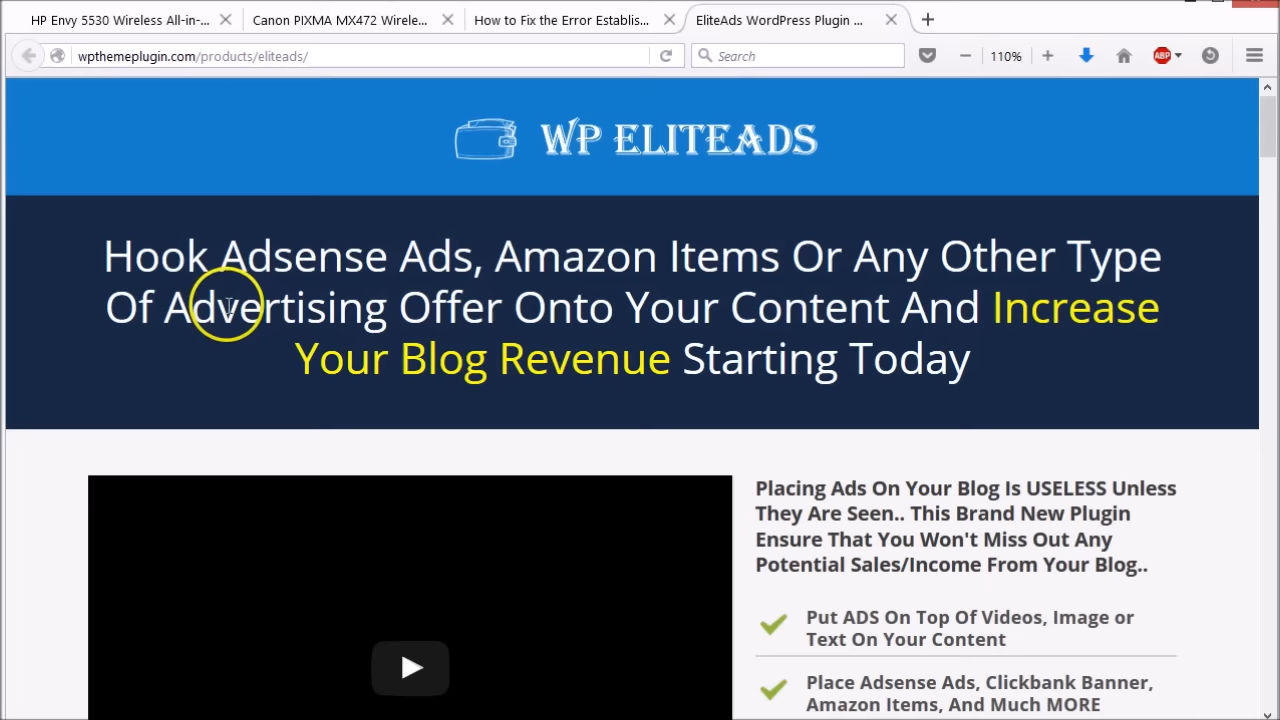 HP Envy 5530 Wireless All-in-...
Canon PIXMA MX472 Wirele...
How to Fix the Error Establis...
EliteAds WordPress Plugin ...
wpthemeplugin.com/products/eliteads/
Search
110%
ABP
WP ELITEADS
Hook Adsense Ads, Amazon Items Or Any Other Type
Of Advertising Offer Onto Your Content And Increase
Your Blog Revenue Starting Today
Placing Ads On Your Blog Is USELESS Unless
They Are Seen.. This Brand New Plugin
Ensure That You Won't Miss Out Any
Potential Sales/Income From Your Blog..
Put ADS On Top Of Videos, Image or
Text On Your Content
Place Adsense Ads, Clickbank Banner,
Amazon Items, And Much MORE